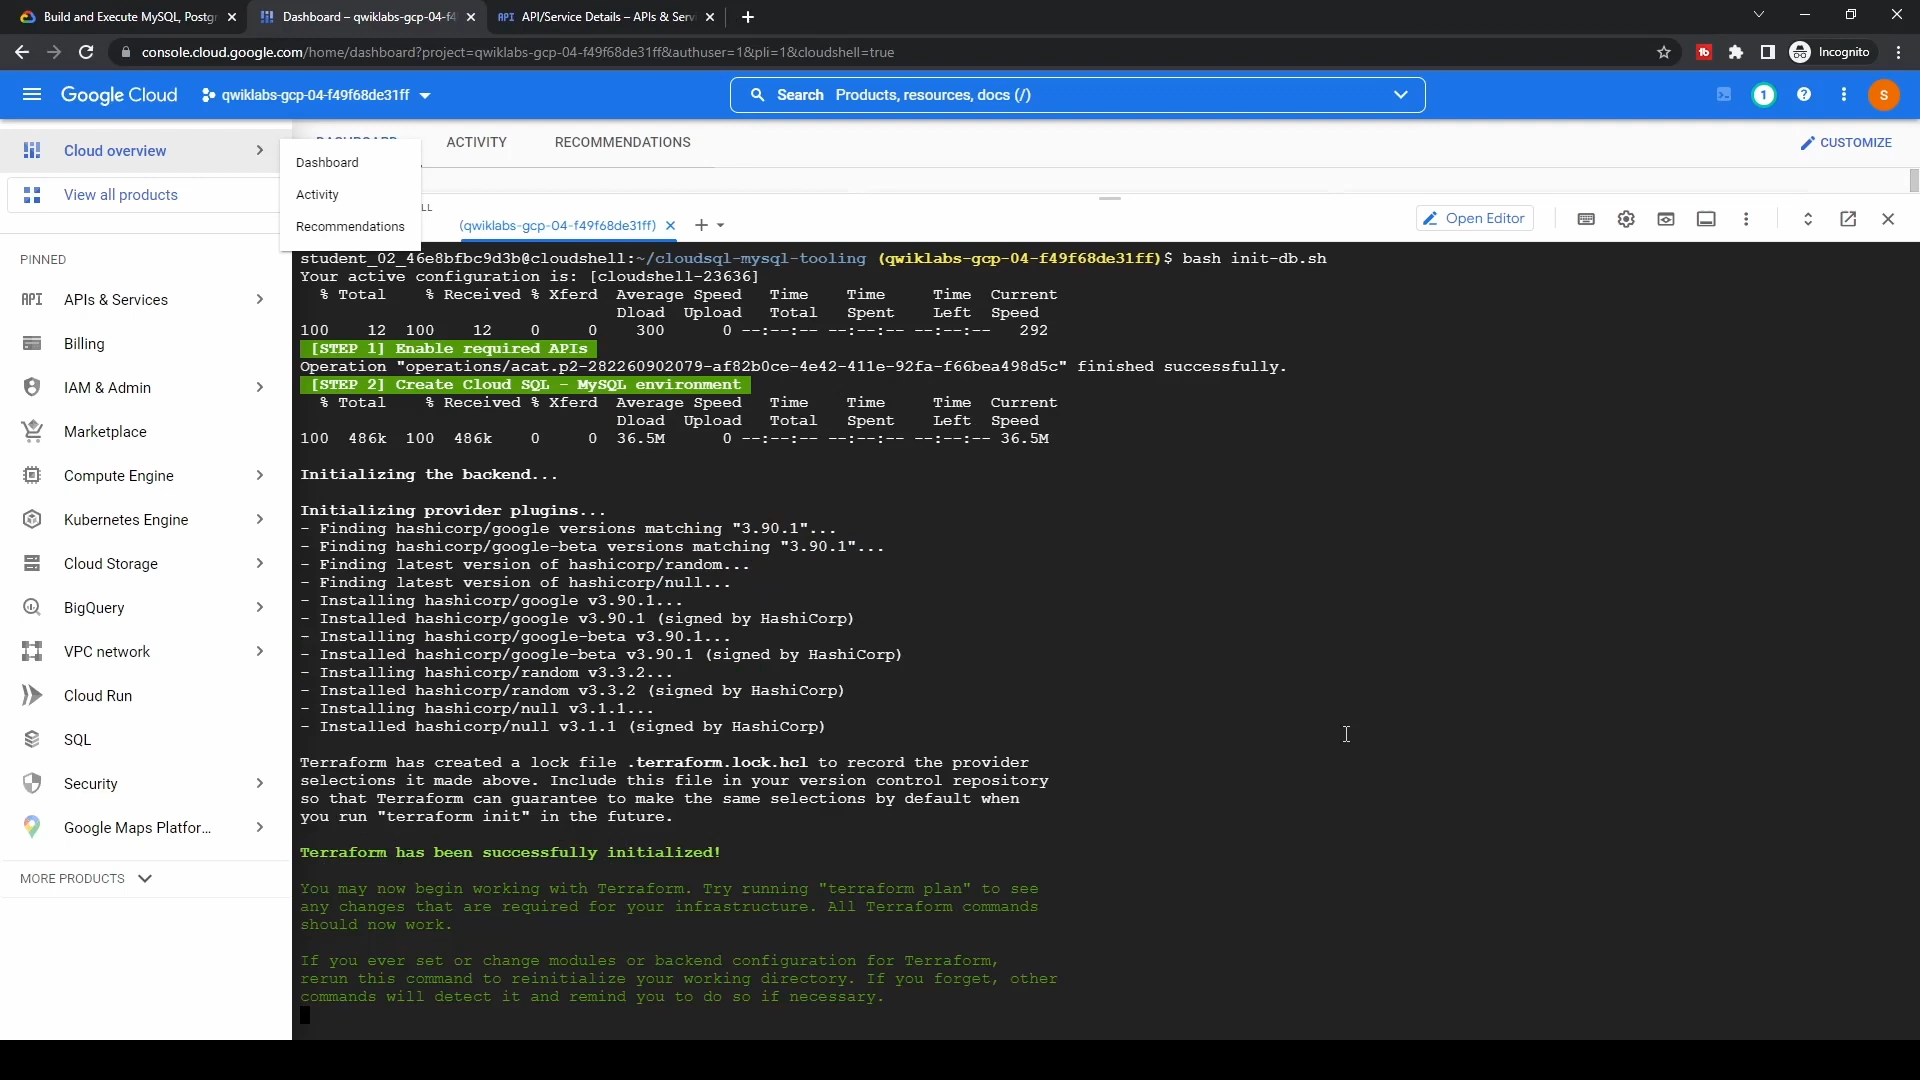 Build and Execute MySQL, Postgr
Dashboard – qwiklabs-gcp-04-f4
API API/Service Details – APIs & Serv
console.cloud.google.com/home/dashboard?project=qwiklabs-gcp-04-f49f68de31ff&authuser=1&pli=1&cloudshell=true
Incognito
Google Cloud
qwiklabs-gcp-04-f49f68de31ff
Search Products, resources, docs (/)
1
S
Cloud overview
View all products
PINNED
API APIs & Services
Billing
IAM & Admin
Marketplace
Compute Engine
Kubernetes Engine
Cloud Storage
BigQuery
VPC network
Cloud Run
SQL
Security
Google Maps Platfor...
MORE PRODUCTS
DASHBOARD
ACTIVITY
RECOMMENDATIONS
CUSTOMIZE
Dashboard
Activity
Recommendations
LL
(qwiklabs-gcp-04-f49f68de31ff)
Open Editor
student_02_46e8bfbc9d3b@cloudshell:~/cloudsql-mysql-tooling (qwiklabs-gcp-04-f49f68de31ff)$ bash init-db.sh
Your active configuration is: [cloudshell-23636]
% Total % Received % Xferd Average Speed Time Time Time Current
Dload Upload Total Spent Left Speed
100 12 100 12 0 0 300 0 --:--:-- --:--:-- --:--:-- 292
[STEP 1] Enable required APIs
Operation "operations/acat.p2-282260902079-af82b0ce-4e42-411e-92fa-f66bea498d5c" finished successfully.
[STEP 2] Create Cloud SQL - MySQL environment
% Total % Received % Xferd Average Speed Time Time Time Current
Dload Upload Total Spent Left Speed
100 486k 100 486k 0 0 36.5M 0 --:--:-- --:--:-- --:--:-- 36.5M
Initializing the backend...
Initializing provider plugins...
- Finding hashicorp/google versions matching "3.90.1"...
- Finding hashicorp/google-beta versions matching "3.90.1"...
- Finding latest version of hashicorp/random...
- Finding latest version of hashicorp/null...
- Installing hashicorp/google v3.90.1...
- Installed hashicorp/google v3.90.1 (signed by HashiCorp)
- Installing hashicorp/google-beta v3.90.1...
- Installed hashicorp/google-beta v3.90.1 (signed by HashiCorp)
- Installing hashicorp/random v3.3.2...
- Installed hashicorp/random v3.3.2 (signed by HashiCorp)
- Installing hashicorp/null v3.1.1...
- Installed hashicorp/null v3.1.1 (signed by HashiCorp)
Terraform has created a lock file .terraform.lock.hcl to record the provider
selections it made above. Include this file in your version control repository
so that Terraform can guarantee to make the same selections by default when
you run "terraform init" in the future.
Terraform has been successfully initialized!
You may now begin working with Terraform. Try running "terraform plan" to see
any changes that are required for your infrastructure. All Terraform commands
should now work.
If you ever set or change modules or backend configuration for Terraform,
rerun this command to reinitialize your working directory. If you forget, other
commands will detect it and remind you to do so if necessary.